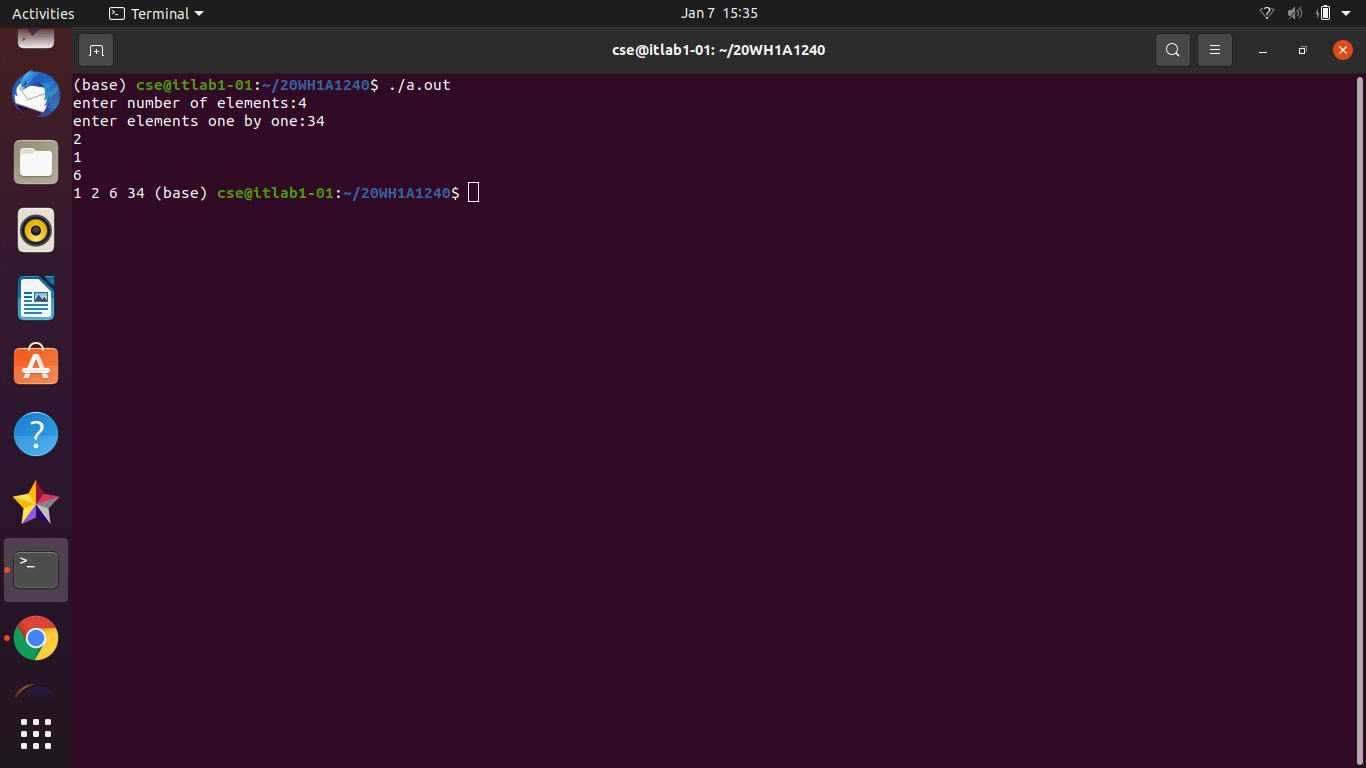 Activities
Terminal
Jan 7 15:35
cse@itlab1-01: ~/20WH1A1240
(base) cse@itlab1-01:~/20WH1A1240$ ./a.out
enter number of elements:4
enter elements one by one:34
2
1
6
1 2 6 34 (base) cse@itlab1-01:~/20WH1A1240$